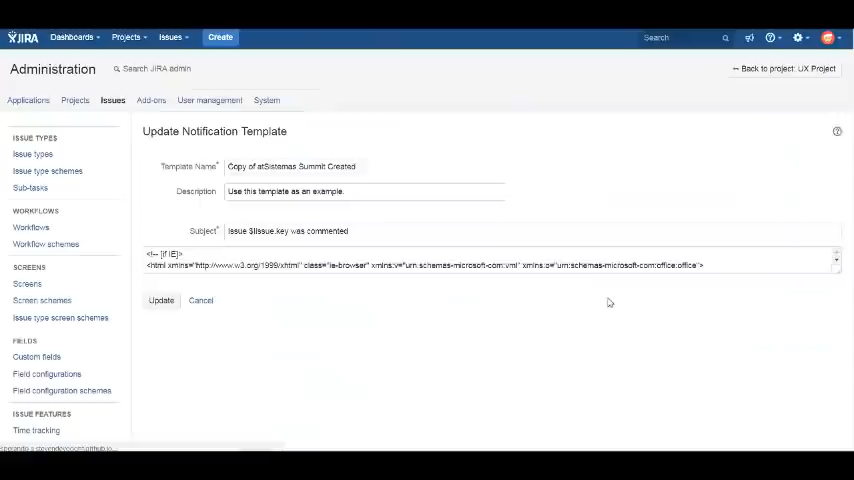 JIRA Dashboards Projects Issues Create Search
Administration Search JIRA admin Back to project: UX Project
Applications Projects Issues Add-ons User management System
ISSUE TYPES
Issue types
Issue type schemes
Sub-tasks
WORKFLOWS
Workflows
Workflow schemes
SCREENS
Screens
Screen schemes
Issue type screen schemes
FIELDS
Custom fields
Field configurations
Field configuration schemes
ISSUE FEATURES
Time tracking
Update Notification Template
Template Name* Copy of atSistemas Summit Created
Description Use this template as an example.
Subject* Issue $issue.key was commented
<!-- [if IE]>
<html xmlns="http://www.w3.org/1999/xhtml" class="ie-browser" xmlns:v="urn:schemas-microsoft-com:vml" xmlns:o="urn:schemas-microsoft-com:office:office">
Update Cancel